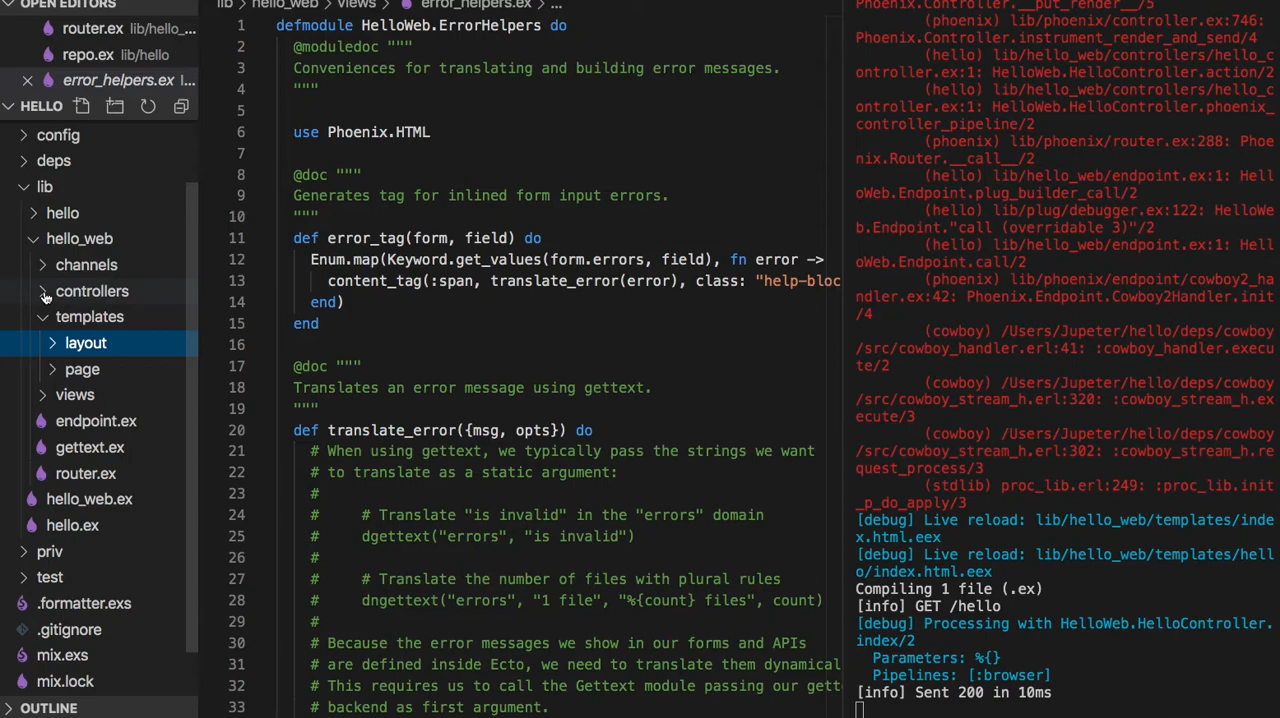 OPEN EDITORS
router.ex lib/hello_...
repo.ex lib/hello
error_helpers.ex l...
HELLO
config
deps
lib
hello
hello_web
channels
controllers
templates
layout
page
views
endpoint.ex
gettext.ex
router.ex
hello_web.ex
hello.ex
priv
test
.formatter.exs
.gitignore
mix.exs
mix.lock
OUTLINE
lib › hello_web › views › error_helpers.ex › ...
1 defmodule HelloWeb.ErrorHelpers do
2 @moduledoc """
3 Conveniences for translating and building error messages.
4 """
5
6 use Phoenix.HTML
7
8 @doc """
9 Generates tag for inlined form input errors.
10 """
11 def error_tag(form, field) do
12 Enum.map(Keyword.get_values(form.errors, field), fn error ->
13 content_tag(:span, translate_error(error), class: "help-bloc
14 end)
15 end
16
17 @doc """
18 Translates an error message using gettext.
19 """
20 def translate_error({msg, opts}) do
21 # When using gettext, we typically pass the strings we want
22 # to translate as a static argument:
23 #
24 # # Translate "is invalid" in the "errors" domain
25 # dgettext("errors", "is invalid")
26 #
27 # # Translate the number of files with plural rules
28 # dngettext("errors", "1 file", "%{count} files", count)
29 #
30 # Because the error messages we show in our forms and APIs
31 # are defined inside Ecto, we need to translate them dynamical
32 # This requires us to call the Gettext module passing our gett
33 # backend as first argument.
Phoenix.Controller.__put_render__/5
(phoenix) lib/phoenix/controller.ex:746:
Phoenix.Controller.instrument_render_and_send/4
(hello) lib/hello_web/controllers/hello_c
ontroller.ex:1: HelloWeb.HelloController.action/2
(hello) lib/hello_web/controllers/hello_c
ontroller.ex:1: HelloWeb.HelloController.phoenix_
controller_pipeline/2
(phoenix) lib/phoenix/router.ex:288: Phoe
nix.Router.__call__/2
(hello) lib/hello_web/endpoint.ex:1: Hell
oWeb.Endpoint.plug_builder_call/2
(hello) lib/plug/debugger.ex:122: HelloWe
b.Endpoint."call (overridable 3)"/2
(hello) lib/hello_web/endpoint.ex:1: Hell
oWeb.Endpoint.call/2
(phoenix) lib/phoenix/endpoint/cowboy2_ha
ndler.ex:42: Phoenix.Endpoint.Cowboy2Handler.init
/4
(cowboy) /Users/Jupeter/hello/deps/cowboy
/src/cowboy_handler.erl:41: :cowboy_handler.execu
te/2
(cowboy) /Users/Jupeter/hello/deps/cowboy
/src/cowboy_stream_h.erl:320: :cowboy_stream_h.ex
ecute/3
(cowboy) /Users/Jupeter/hello/deps/cowboy
/src/cowboy_stream_h.erl:302: :cowboy_stream_h.re
quest_process/3
(stdlib) proc_lib.erl:249: :proc_lib.init
_p_do_apply/3
[debug] Live reload: lib/hello_web/templates/inde
x.html.eex
[debug] Live reload: lib/hello_web/templates/hell
o/index.html.eex
Compiling 1 file (.ex)
[info] GET /hello
[debug] Processing with HelloWeb.HelloController.
index/2
Parameters: %{}
Pipelines: [:browser]
[info] Sent 200 in 10ms